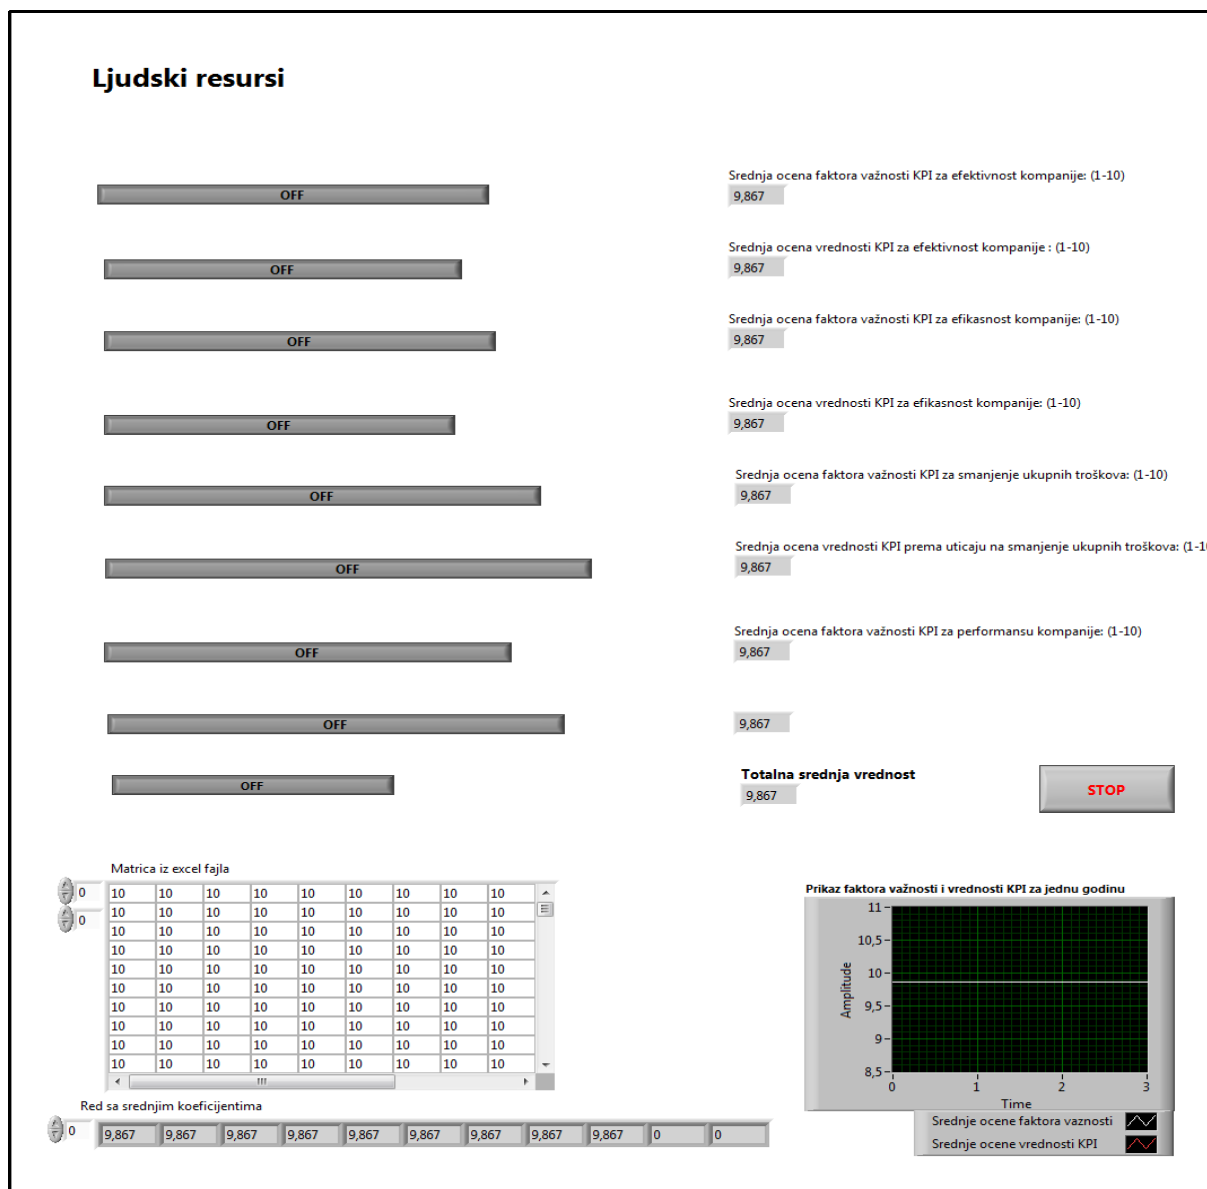 Ljudski resursi
OFF
Srednja ocena faktora važnosti KPI za efektivnost kompanije: (1-10)
9,867
OFF
Srednja ocena vrednosti KPI za efektivnost kompanije : (1-10)
9,867
OFF
Srednja ocena faktora važnosti KPI za efikasnost kompanije: (1-10)
9,867
OFF
Srednja ocena vrednosti KPI za efikasnost kompanije: (1-10)
9,867
OFF
Srednja ocena faktora važnosti KPI za smanjenje ukupnih troškova: (1-10)
9,867
OFF
Srednja ocena vrednosti KPI prema uticaju na smanjenje ukupnih troškova: (1-10
9,867
OFF
Srednja ocena faktora važnosti KPI za performansu kompanije: (1-10)
9,867
OFF
9,867
OFF
Totalna srednja vrednost
9,867
STOP
Matrica iz excel fajla
0
0
10 10 10 10 10 10 10 10 10
10 10 10 10 10 10 10 10 10
10 10 10 10 10 10 10 10 10
10 10 10 10 10 10 10 10 10
10 10 10 10 10 10 10 10 10
10 10 10 10 10 10 10 10 10
10 10 10 10 10 10 10 10 10
10 10 10 10 10 10 10 10 10
10 10 10 10 10 10 10 10 10
10 10 10 10 10 10 10 10 10
Red sa srednjim koeficijentima
0 9,867 9,867 9,867 9,867 9,867 9,867 9,867 9,867 9,867 0 0
Prikaz faktora važnosti i vrednosti KPI za jednu godinu
11
10,5
10
9,5
9
8,5
Amplitude
0 1 2 3
Time
Srednje ocene faktora vaznosti
Srednje ocene vrednosti KPI